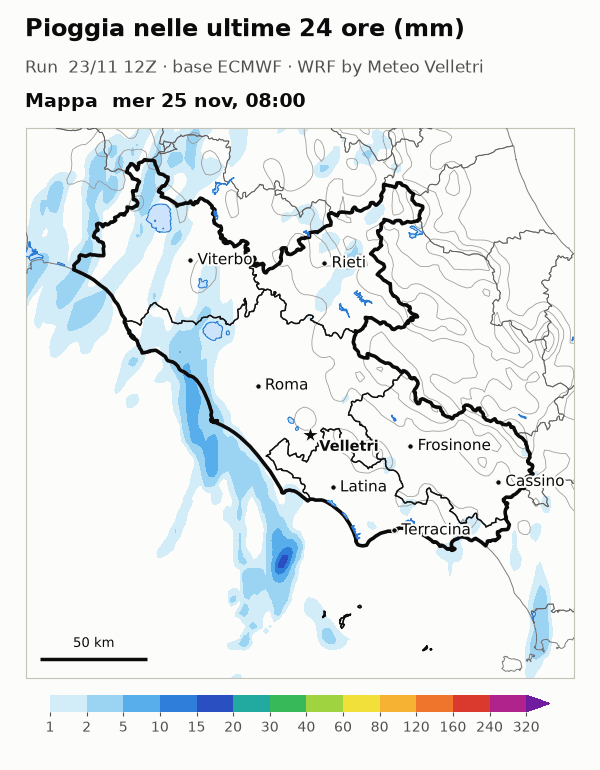 Pioggia nelle ultime 24 ore (mm)
Run  23/11 12Z · base ECMWF · WRF by Meteo Velletri
Mappa  mer 25 nov, 08:00
Viterbo
Rieti
Roma
Velletri
Frosinone
Latina
Cassino
Terracina
50 km
1 2 5 10 15 20 30 40 60 80 120 160 240 320